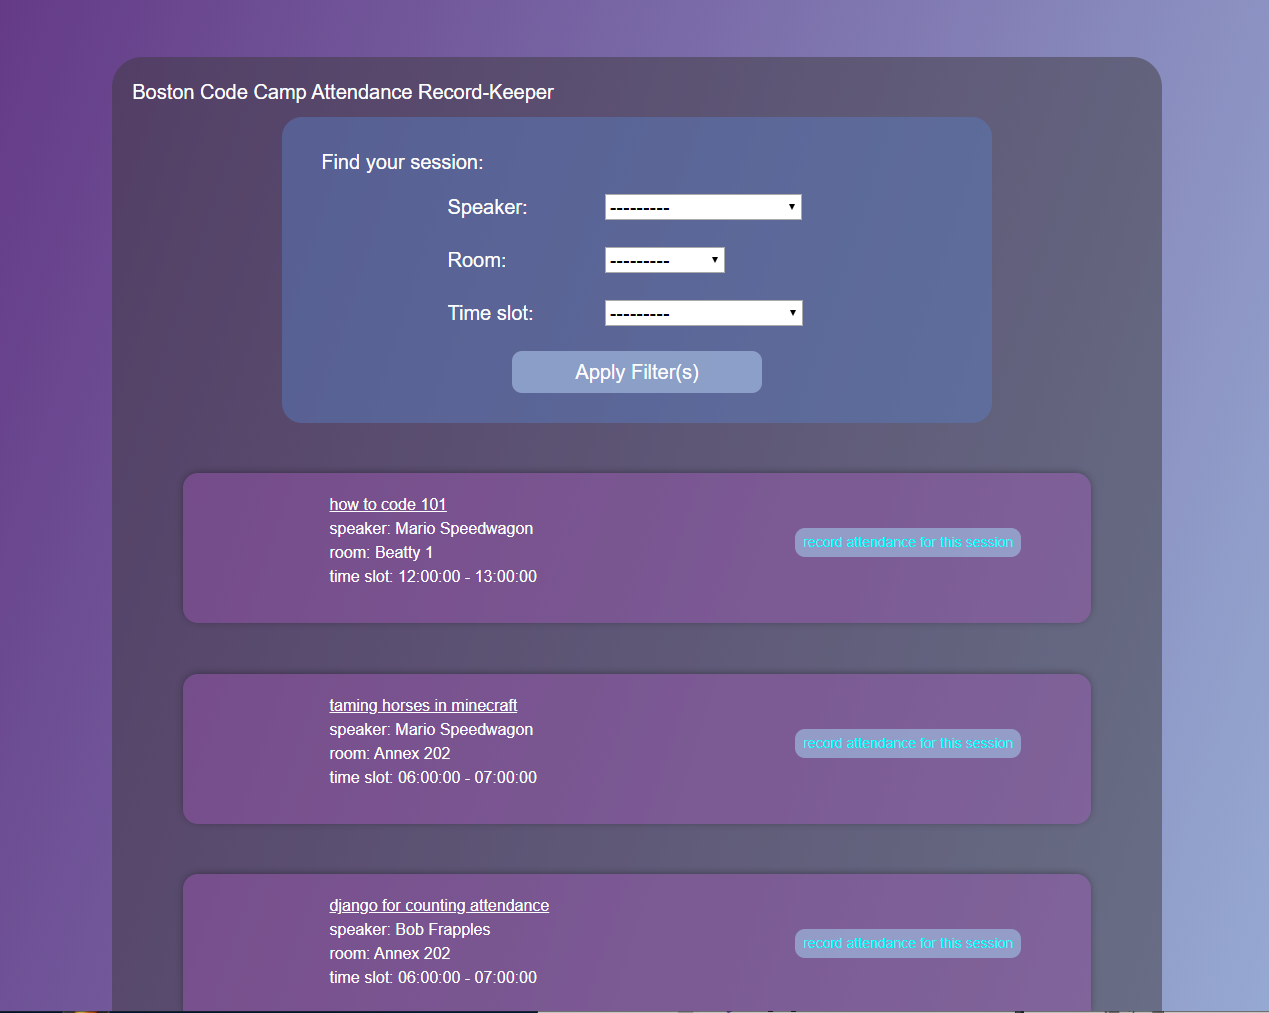 Boston Code Camp Attendance Record-Keeper
Find your session:
Speaker: ---------
Room: ---------
Time slot: ---------
Apply Filter(s)
how to code 101
speaker: Mario Speedwagon
room: Beatty 1
time slot: 12:00:00 - 13:00:00
record attendance for this session
taming horses in minecraft
speaker: Mario Speedwagon
room: Annex 202
time slot: 06:00:00 - 07:00:00
record attendance for this session
django for counting attendance
speaker: Bob Frapples
room: Annex 202
time slot: 06:00:00 - 07:00:00
record attendance for this session